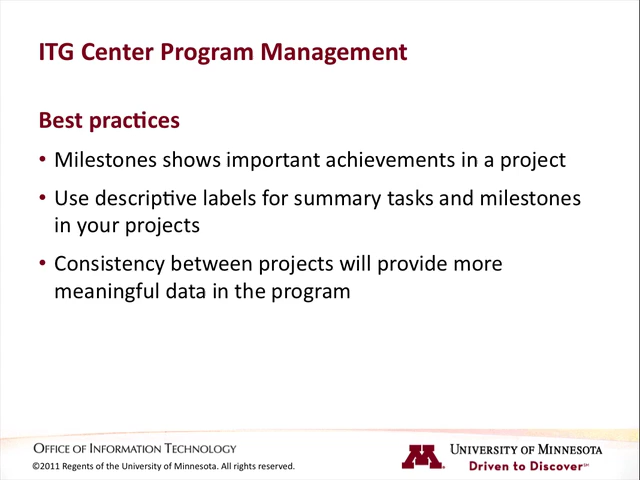 ITG Center Program Management
Best practices
• Milestones shows important achievements in a project
• Use descriptive labels for summary tasks and milestones
in your projects
• Consistency between projects will provide more
meaningful data in the program
OFFICE OF INFORMATION TECHNOLOGY
©2011 Regents of the University of Minnesota. All rights reserved.
M
UNIVERSITY OF MINNESOTA
Driven to Discover℠